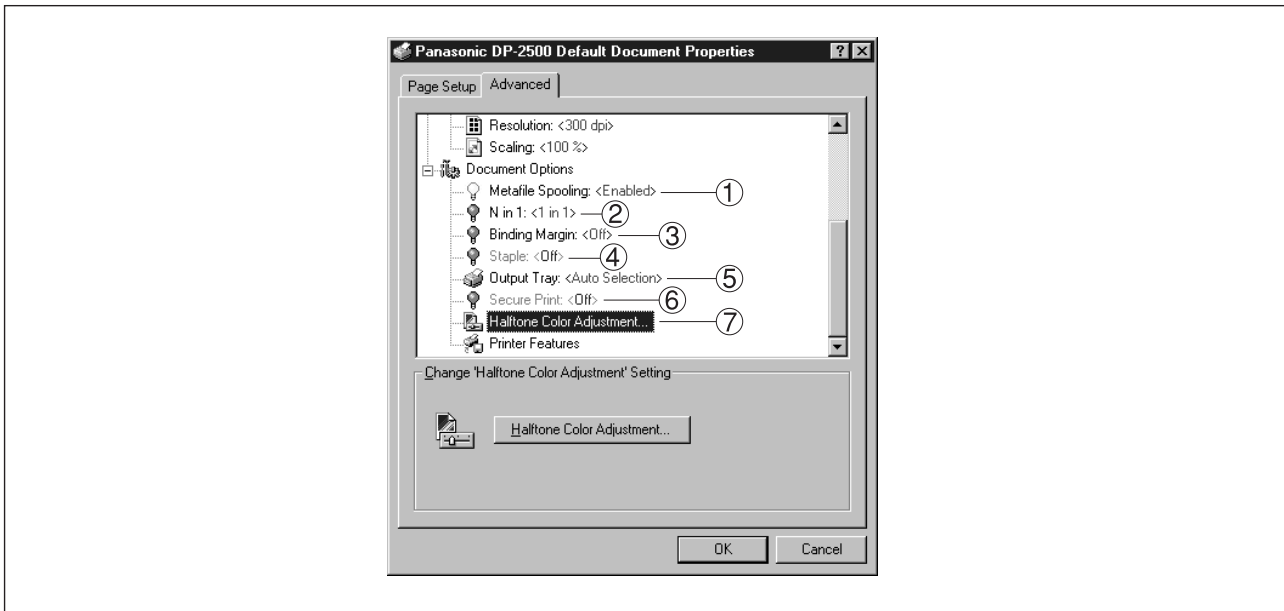 Panasonic DP-2500 Default Document Properties
Page Setup Advanced
Resolution: <300 dpi>
Scaling: <100 %>
Document Options
Metafile Spooling: <Enabled> ①
N in 1: <1 in 1> ②
Binding Margin: <Off> ③
Staple: <Off> ④
Output Tray: <Auto Selection> ⑤
Secure Print: <Off> ⑥
Halftone Color Adjustment... ⑦
Printer Features
Change 'Halftone Color Adjustment' Setting
Halftone Color Adjustment...
OK Cancel